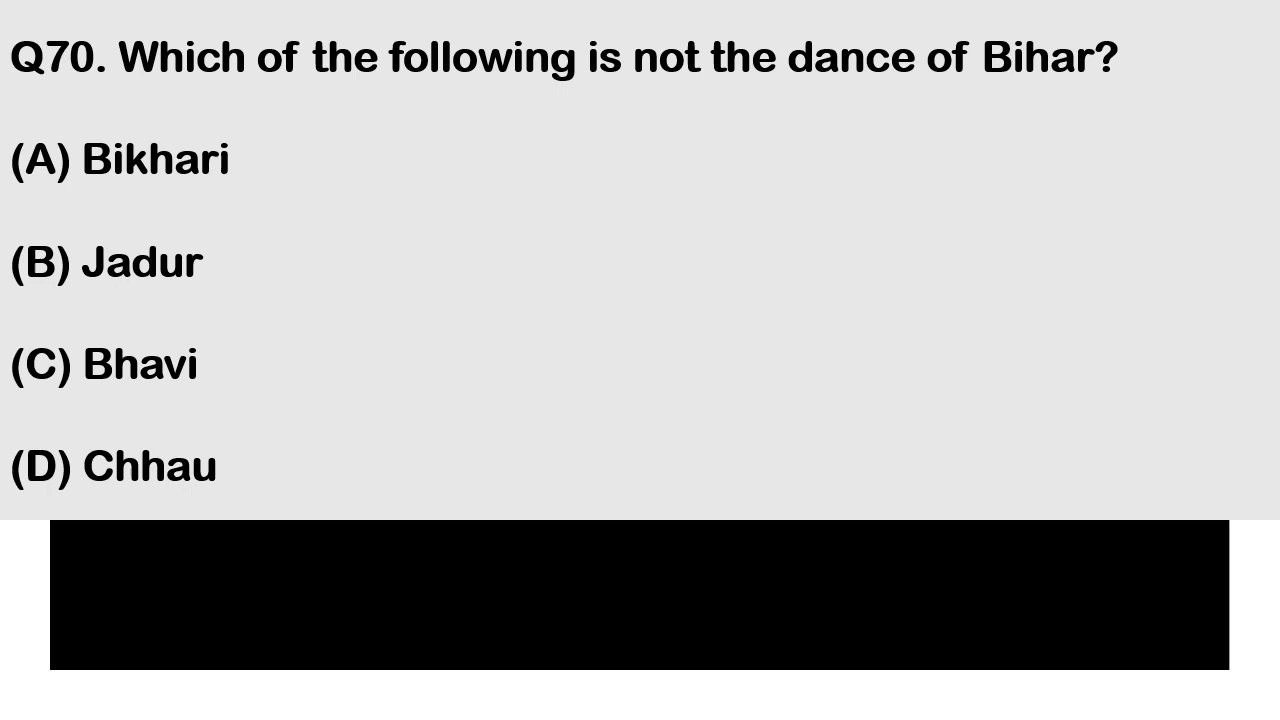 Q70. Which of the following is not the dance of Bihar?
(A) Bikhari
(B) Jadur
(C) Bhavi
(D) Chhau